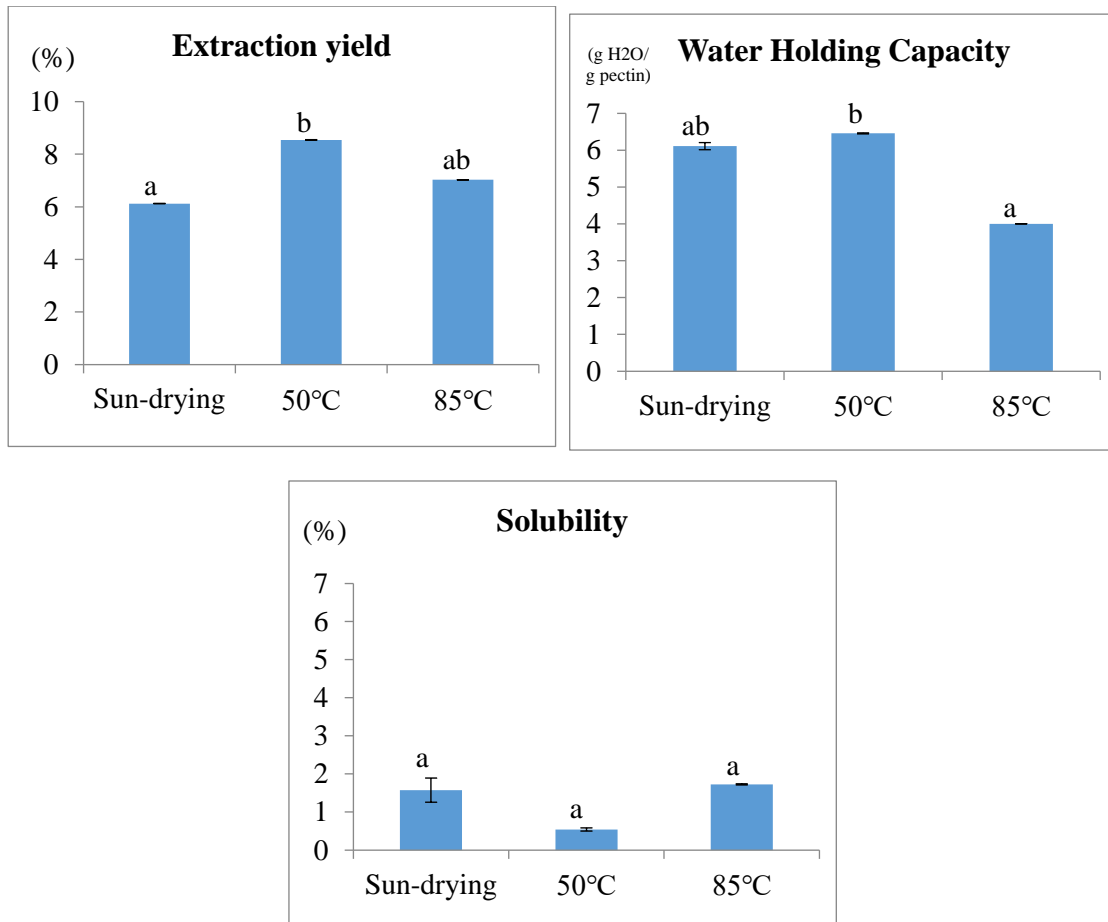 Extraction yield
(%)
10
8
6
4
2
0
a
b
ab
Sun-drying 50°C 85°C
Water Holding Capacity
(g H2O/
g pectin)
7
6
5
4
3
2
1
0
ab
b
a
Sun-drying 50°C 85°C
Solubility
(%)
7
6
5
4
3
2
1
0
a
a
a
Sun-drying 50°C 85°C